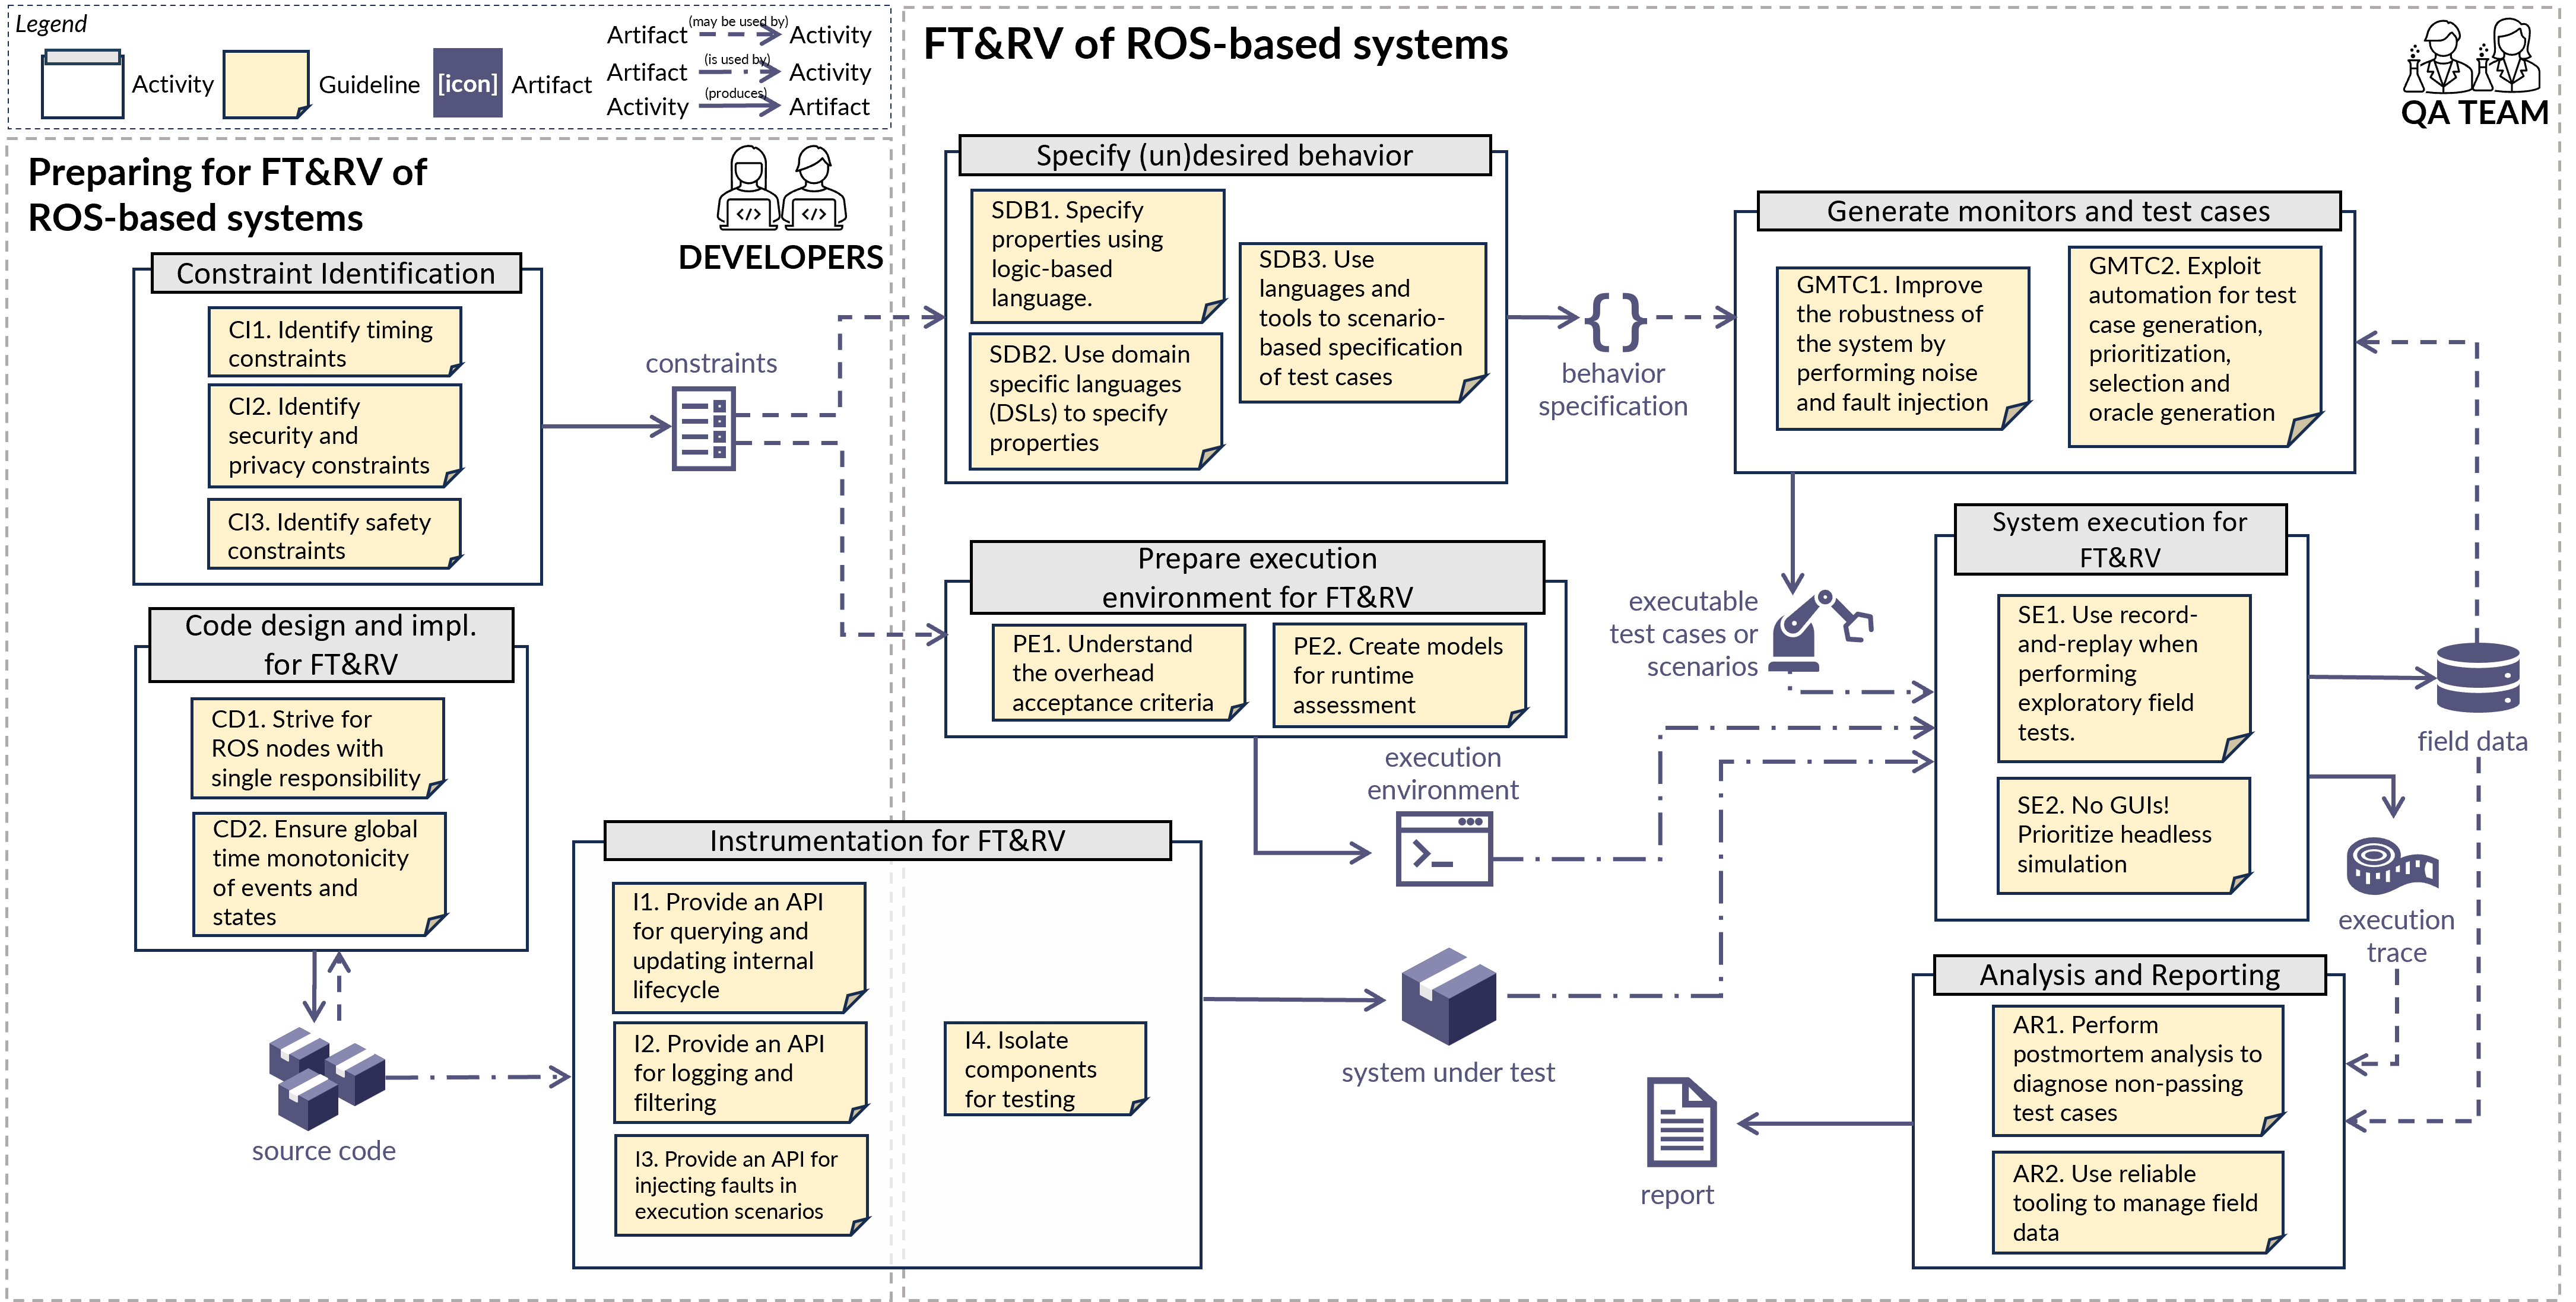 Legend
Activity
Guideline
[icon]
Artifact
Artifact (may be used by) Activity
Artifact (is used by) Activity
Activity (produces) Artifact
Preparing for FT&RV of
ROS-based systems
DEVELOPERS
Constraint Identification
CI1. Identify timing
constraints
CI2. Identify
security and
privacy constraints
CI3. Identify safety
constraints
constraints
Code design and impl.
for FT&RV
CD1. Strive for
ROS nodes with
single responsibility
CD2. Ensure global
time monotonicity
of events and
states
source code
Instrumentation for FT&RV
I1. Provide an API
for querying and
updating internal
lifecycle
I2. Provide an API
for logging and
filtering
I3. Provide an API for
injecting faults in
execution scenarios
I4. Isolate
components
for testing
FT&RV of ROS-based systems
QA TEAM
Specify (un)desired behavior
SDB1. Specify
properties using
logic-based
language.
SDB2. Use domain
specific languages
(DSLs) to specify
properties
SDB3. Use
languages and
tools to scenario-
based specification
of test cases
{ }
behavior
specification
Generate monitors and test cases
GMTC1. Improve
the robustness of
the system by
performing noise
and fault injection
GMTC2. Exploit
automation for test
case generation,
prioritization,
selection and
oracle generation
Prepare execution
environment for FT&RV
PE1. Understand
the overhead
acceptance criteria
PE2. Create models
for runtime
assessment
execution
environment
executable
test cases or
scenarios
System execution for
FT&RV
SE1. Use record-
and-replay when
performing
exploratory field
tests.
SE2. No GUIs!
Prioritize headless
simulation
field data
execution
trace
system under test
Analysis and Reporting
AR1. Perform
postmortem analysis to
diagnose non-passing
test cases
AR2. Use reliable
tooling to manage field
data
report